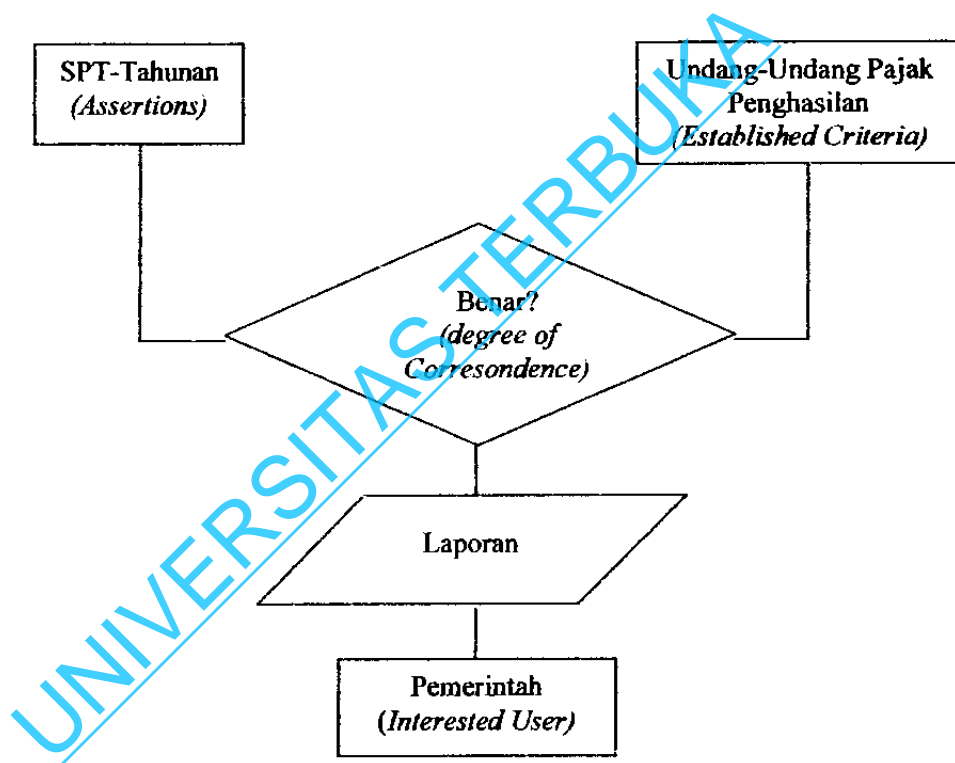 SPT-Tahunan
(Assertions)
Undang-Undang Pajak
Penghasilan
(Established Criteria)
Benar?
(degree of
Corresondence)
Laporan
Pemerintah
(Interested User)
UNIVERSITAS TERBUKA